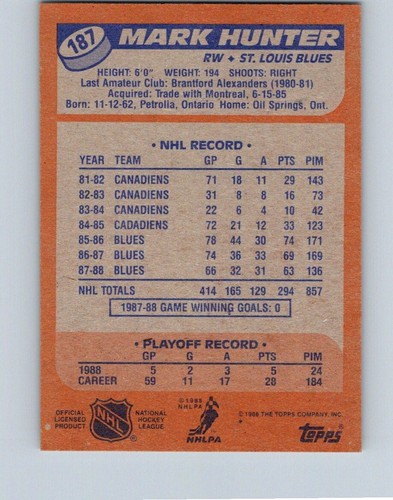 187
MARK HUNTER
RW • ST. LOUIS BLUES
HEIGHT: 6'0" WEIGHT: 194 SHOOTS: RIGHT
Last Amateur Club: Brantford Alexanders (1980-81)
Acquired: Trade with Montreal, 6-15-85
Born: 11-12-62, Petrolia, Ontario Home: Oil Springs, Ont.
• NHL RECORD •
YEAR TEAM GP G A PTS PIM
81-82 CANADIENS 71 18 11 29 143
82-83 CANADIENS 31 8 8 16 73
83-84 CANADIENS 22 6 4 10 42
84-85 CADADIENS 72 21 12 33 123
85-86 BLUES 78 44 30 74 171
86-87 BLUES 74 36 33 69 169
87-88 BLUES 66 32 31 63 136
NHL TOTALS 414 165 129 294 857
1987-88 GAME WINNING GOALS: 0
• PLAYOFF RECORD •
GP G A PTS PIM
1988 5 2 3 5 24
CAREER 59 11 17 28 184
OFFICIAL LICENSED PRODUCT
NHL
NATIONAL HOCKEY LEAGUE
©1988 NHLPA
NHLPA
©1988 THE TOPPS COMPANY, INC.
topps